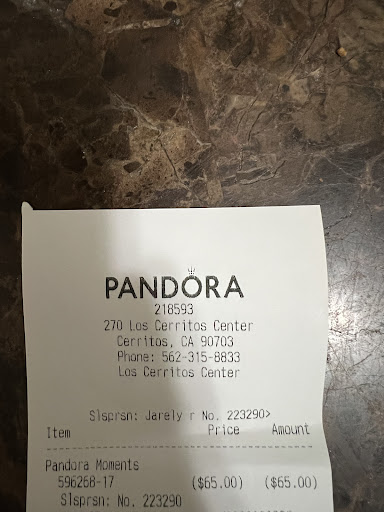 PANDORA
218593
270 Los Cerritos Center
Cerritos, CA 90703
Phone: 562-315-8833
Los Cerritos Center
Slsprsn: Jarely r No. 223290>
Item Price Amount
Pandora Moments
596268-17 ($65.00) ($65.00)
Slsprsn: No. 223290